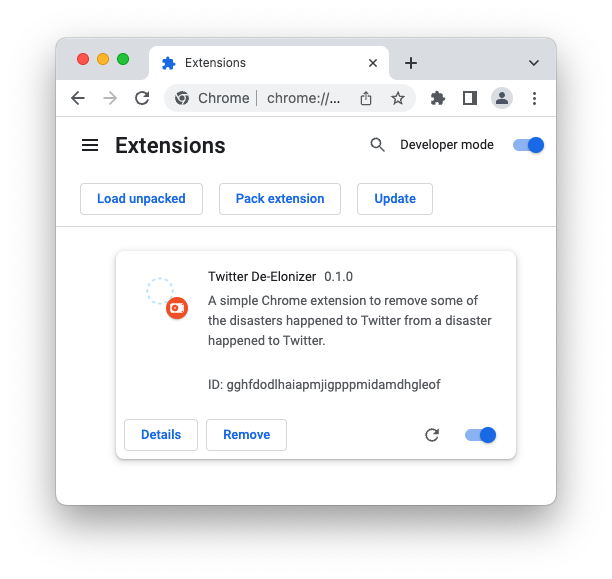 Extensions
Chrome chrome://...
Extensions
Developer mode
Load unpacked
Pack extension
Update
Twitter De-Elonizer 0.1.0
A simple Chrome extension to remove some of
the disasters happened to Twitter from a disaster
happened to Twitter.
ID: gghfdodlhaiapmjigpppmidamdhgleof
Details
Remove